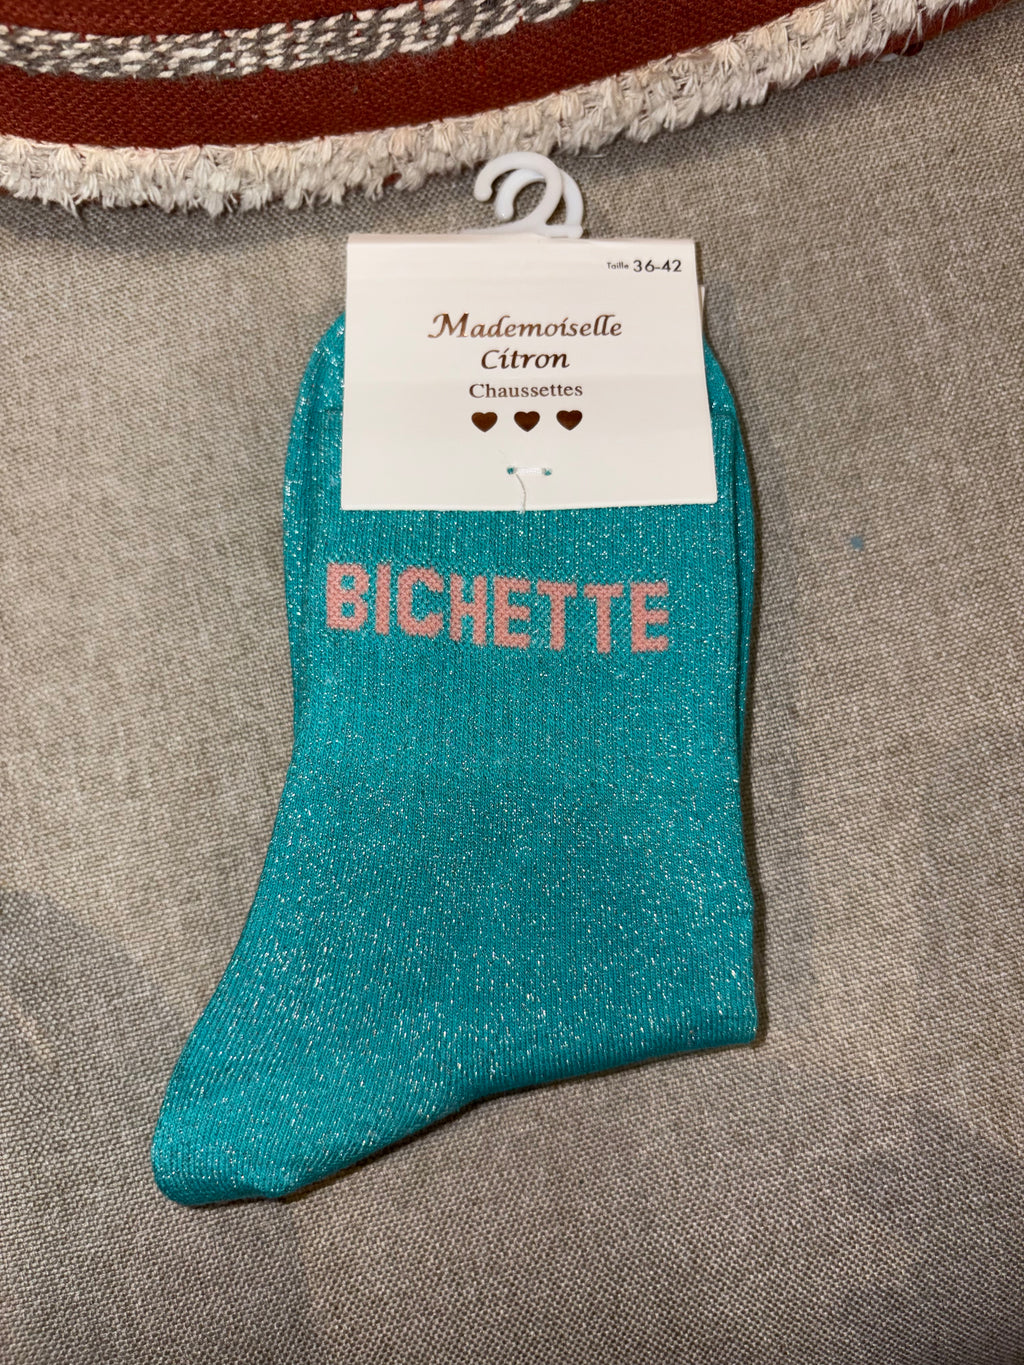 Taille 36-42
Mademoiselle
Citron
Chaussettes
BICHETTE